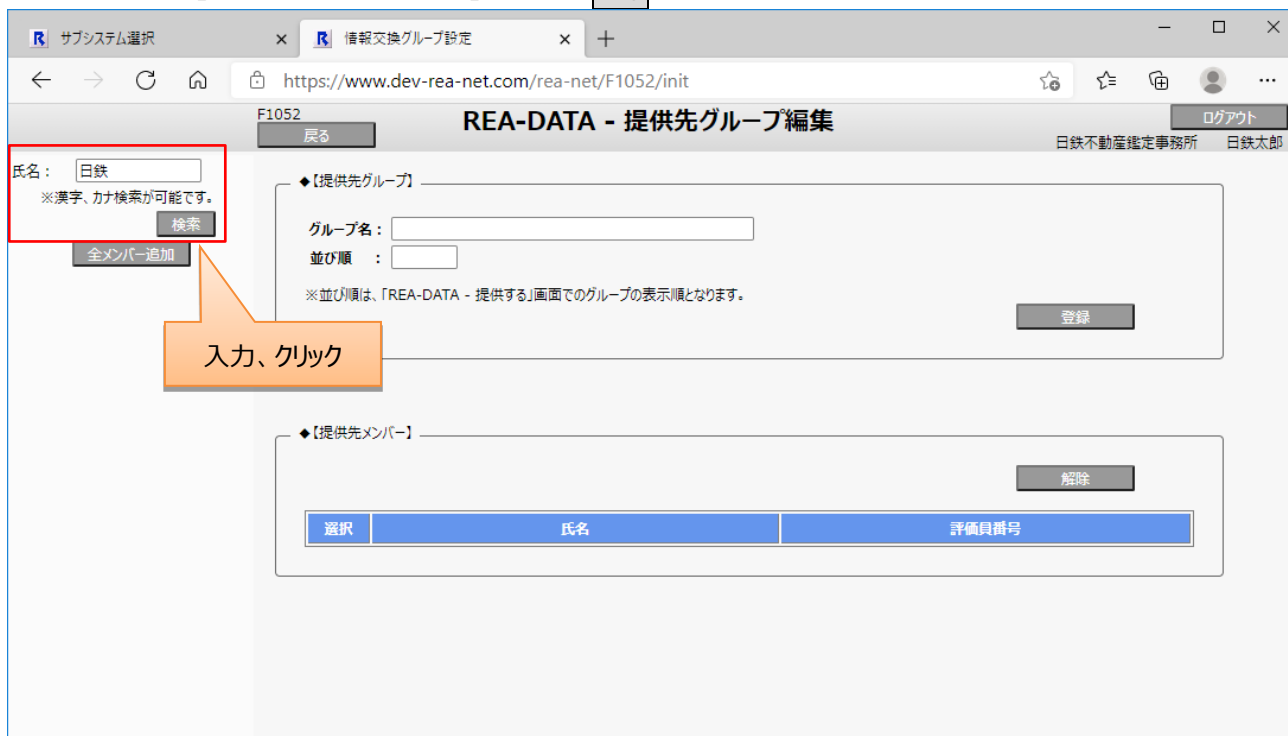 サブシステム選択
情報交換グループ設定
https://www.dev-rea-net.com/rea-net/F1052/init
F1052
戻る
REA-DATA - 提供先グループ編集
ログアウト
日鉄不動産鑑定事務所 日鉄太郎
氏名： 日鉄
※漢字、カナ検索が可能です。
検索
全メンバー追加
入力、クリック
◆【提供先グループ】
グループ名：
並び順 ：
※並び順は、「REA-DATA - 提供する」画面でのグループの表示順となります。
登録
◆【提供先メンバー】
解除
選択 氏名 評価員番号